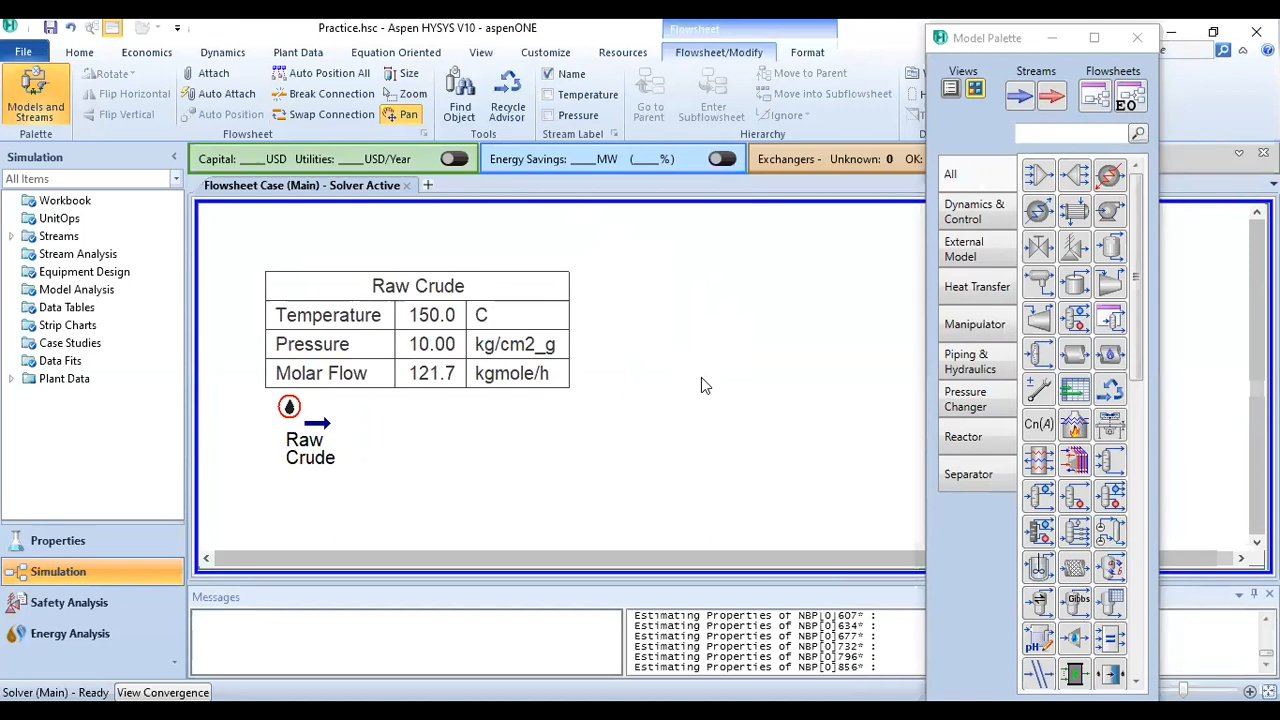 Practice.hsc - Aspen HYSYS V10 - aspenONE
Flowsheet
Model Palette
File
Home
Economics
Dynamics
Plant Data
Equation Oriented
View
Customize
Resources
Flowsheet/Modify
Format
Models and Streams
Palette
Rotate
Flip Horizontal
Flip Vertical
Attach
Auto Attach
Auto Position
Auto Position All
Break Connection
Swap Connection
Size
Zoom
Pan
Flowsheet
Find Object
Recycle Advisor
Tools
Name
Temperature
Pressure
Stream Label
Go to Parent
Enter Subflowsheet
Move to Parent
Move into Subflowsheet
Ignore
Hierarchy
Views
Streams
Flowsheets
EO
Simulation
All Items
Capital: ____USD Utilities: ____USD/Year
Energy Savings: ____MW (____%)
Exchangers - Unknown: 0 OK:
Flowsheet Case (Main) - Solver Active
Workbook
UnitOps
Streams
Stream Analysis
Equipment Design
Model Analysis
Data Tables
Strip Charts
Case Studies
Data Fits
Plant Data
Properties
Simulation
Safety Analysis
Energy Analysis
Raw Crude
Temperature 150.0 C
Pressure 10.00 kg/cm2_g
Molar Flow 121.7 kgmole/h
Raw
Crude
All
Dynamics & Control
External Model
Heat Transfer
Manipulator
Piping & Hydraulics
Pressure Changer
Reactor
Separator
Cn(A)
Gibbs
pH
Messages
Estimating Properties of NBP[0]607* :
Estimating Properties of NBP[0]634* :
Estimating Properties of NBP[0]677* :
Estimating Properties of NBP[0]732* :
Estimating Properties of NBP[0]796* :
Estimating Properties of NBP[0]856* :
Solver (Main) - Ready
View Convergence